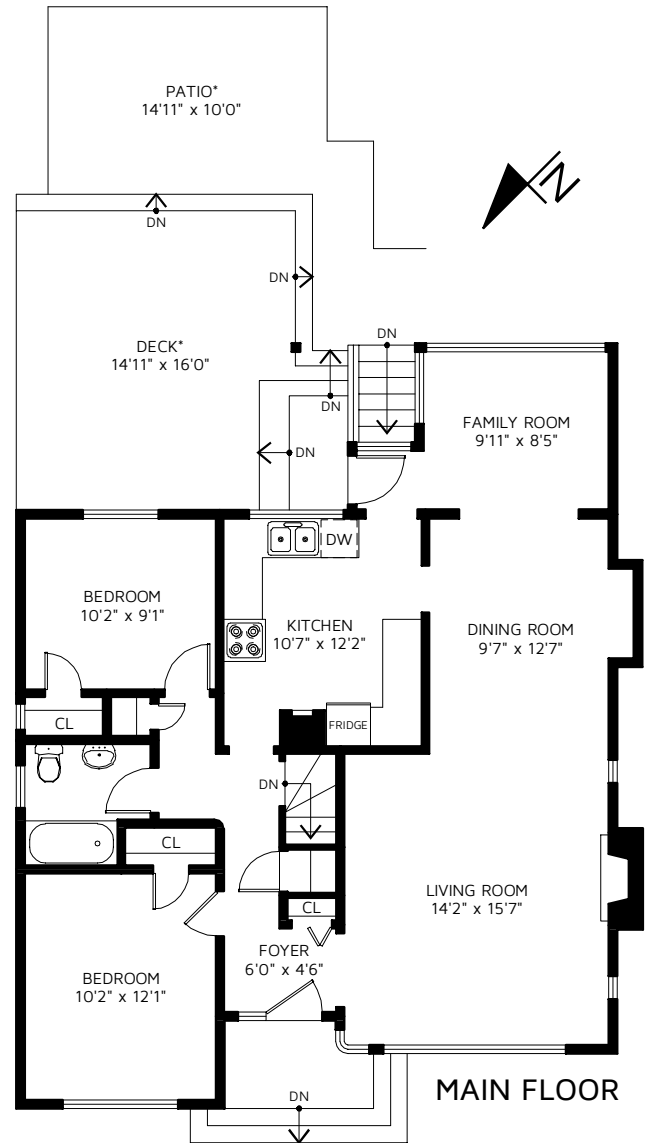 PATIO*
14'11" x 10'0"
N
DN
DN
DECK*
14'11" x 16'0"
DN
DN
DN
FAMILY ROOM
9'11" x 8'5"
DW
BEDROOM
10'2" x 9'1"
KITCHEN
10'7" x 12'2"
DINING ROOM
9'7" x 12'7"
CL
FRIDGE
DN
CL
CL
LIVING ROOM
14'2" x 15'7"
FOYER
6'0" x 4'6"
BEDROOM
10'2" x 12'1"
DN
MAIN FLOOR